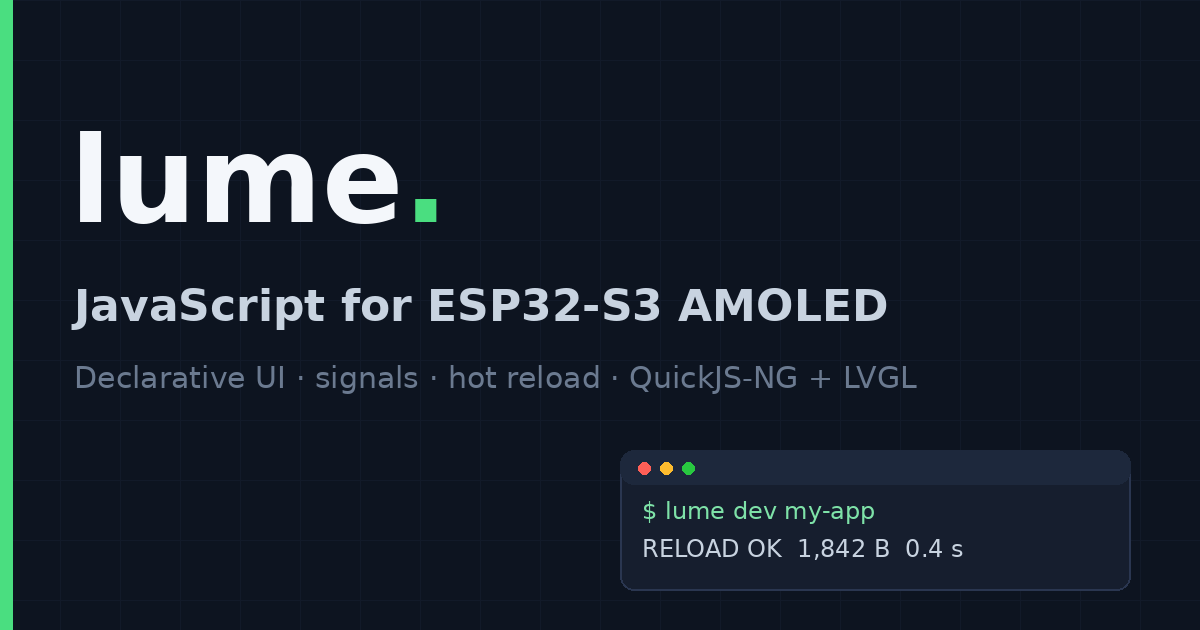 lume.
JavaScript for ESP32-S3 AMOLED
Declarative UI · signals · hot reload · QuickJS-NG + LVGL
$ lume dev my-app
RELOAD OK  1,842 B  0.4 s